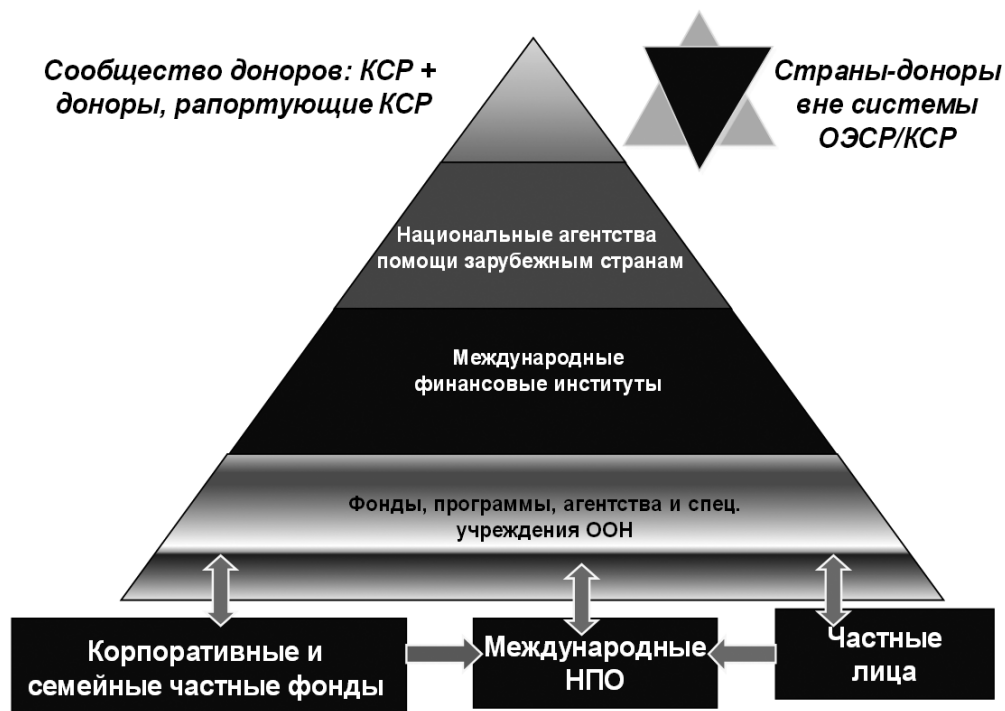 Сообщество доноров: КСР +
доноры, рапортующие КСР
Страны-доноры
вне системы
ОЭСР/КСР
Национальные агентства
помощи зарубежным странам
Международные
финансовые институты
Фонды, программы, агентства и спец.
учреждения ООН
Корпоративные и
семейные частные фонды
Международные
НПО
Частные
лица